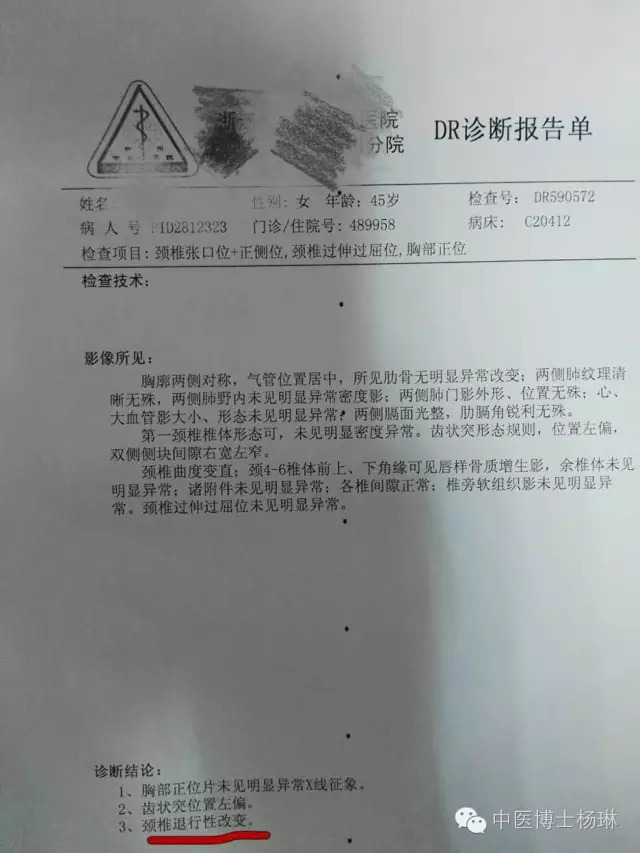 浙
医院
分院
DR诊断报告单
姓名: 性别: 女 年龄: 45岁 检查号: DR590572
病 人 号 PID2812323 门诊/住院号: 489958 病床: C20412
检查项目: 颈椎张口位+正侧位,颈椎过伸过屈位,胸部正位
检查技术:
影像所见:
胸廓两侧对称，气管位置居中，所见肋骨无明显异常改变；两侧肺纹理清
晰无殊，两侧肺野内未见明显异常密度影；两侧肺门影外形、位置无殊；心、
大血管影大小、形态未见明显异常；两侧膈面光整，肋膈角锐利无殊。
第一颈椎椎体形态可，未见明显密度异常。齿状突形态规则，位置左偏，
双侧侧块间隙右宽左窄。
颈椎曲度变直；颈4-6椎体前上、下角缘可见唇样骨质增生影，余椎体未见
明显异常；诸附件未见明显异常；各椎间隙正常；椎旁软组织影未见明显异
常。颈椎过伸过屈位未见明显异常。
诊断结论:
1、胸部正位片未见明显异常X线征象。
2、齿状突位置左偏。
3、颈椎退行性改变。
中医博士杨琳